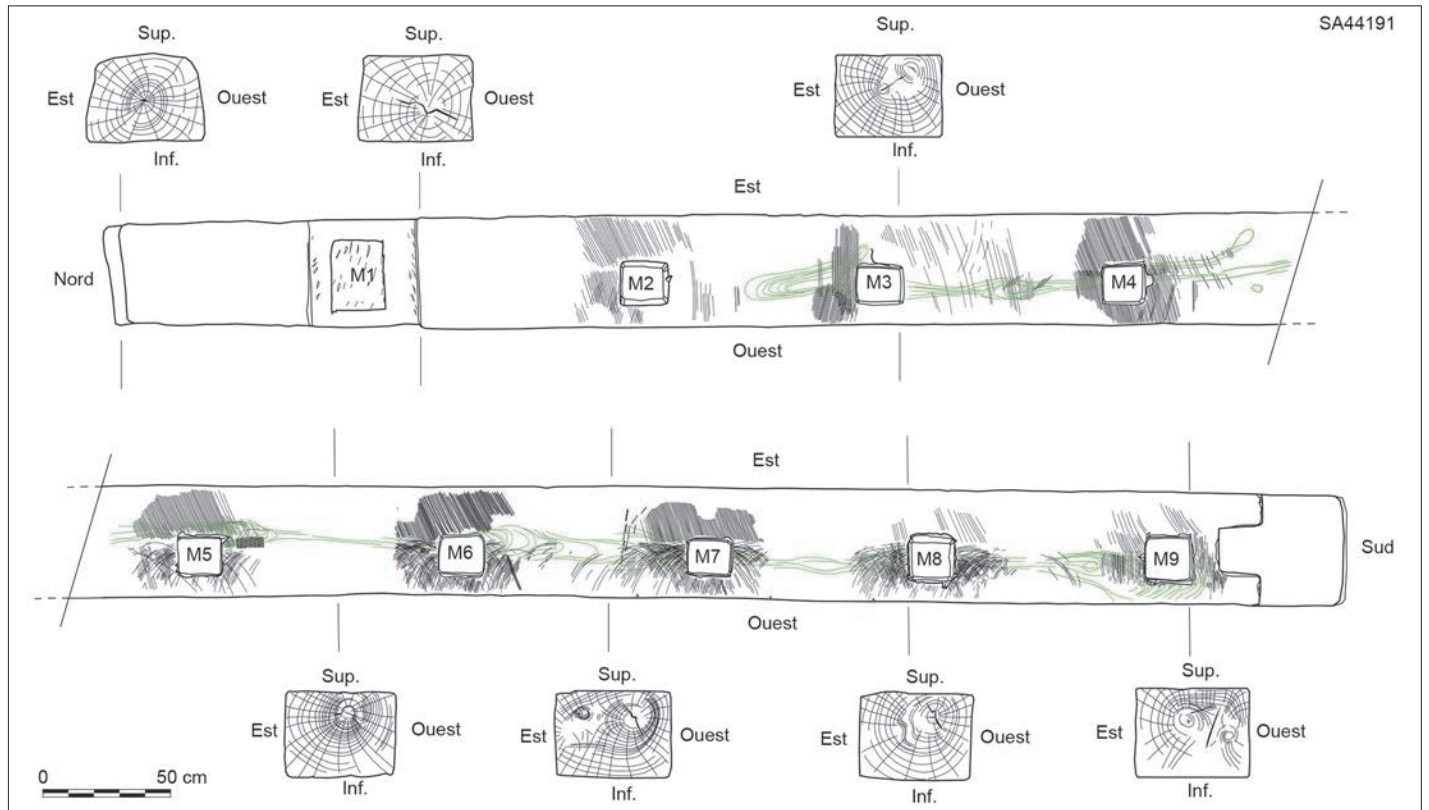 SA44191
Sup.
Est
Ouest
Inf.
Sup.
Est
Ouest
Inf.
Sup.
Est
Ouest
Inf.
Est
Nord
M1
M2
M3
M4
Ouest
Est
M5
M6
M7
M8
M9
Sud
Ouest
Sup.
Est
Ouest
Inf.
Sup.
Est
Ouest
Inf.
Sup.
Est
Ouest
Inf.
Sup.
Est
Ouest
Inf.
0
50 cm